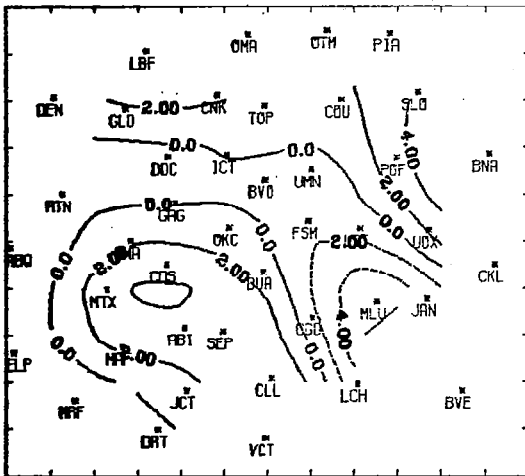 OMA OTM PIA
LBF
DEN 2.00 CNK SLO
GLD TOP COU 4.00
0.0 0.0
DDC ICT PGF BNA
BVO UMN 2.00
0.0
GAG 0.0
OKC FSM 2.00 UOX
2.00 2.00
CDS BUA CKL
0.0 MTX
MLU JAN
GGG 4.00
ABI SEP
0.0 0.0
JCT CLL LCH BVE
MRF
DRT VCT